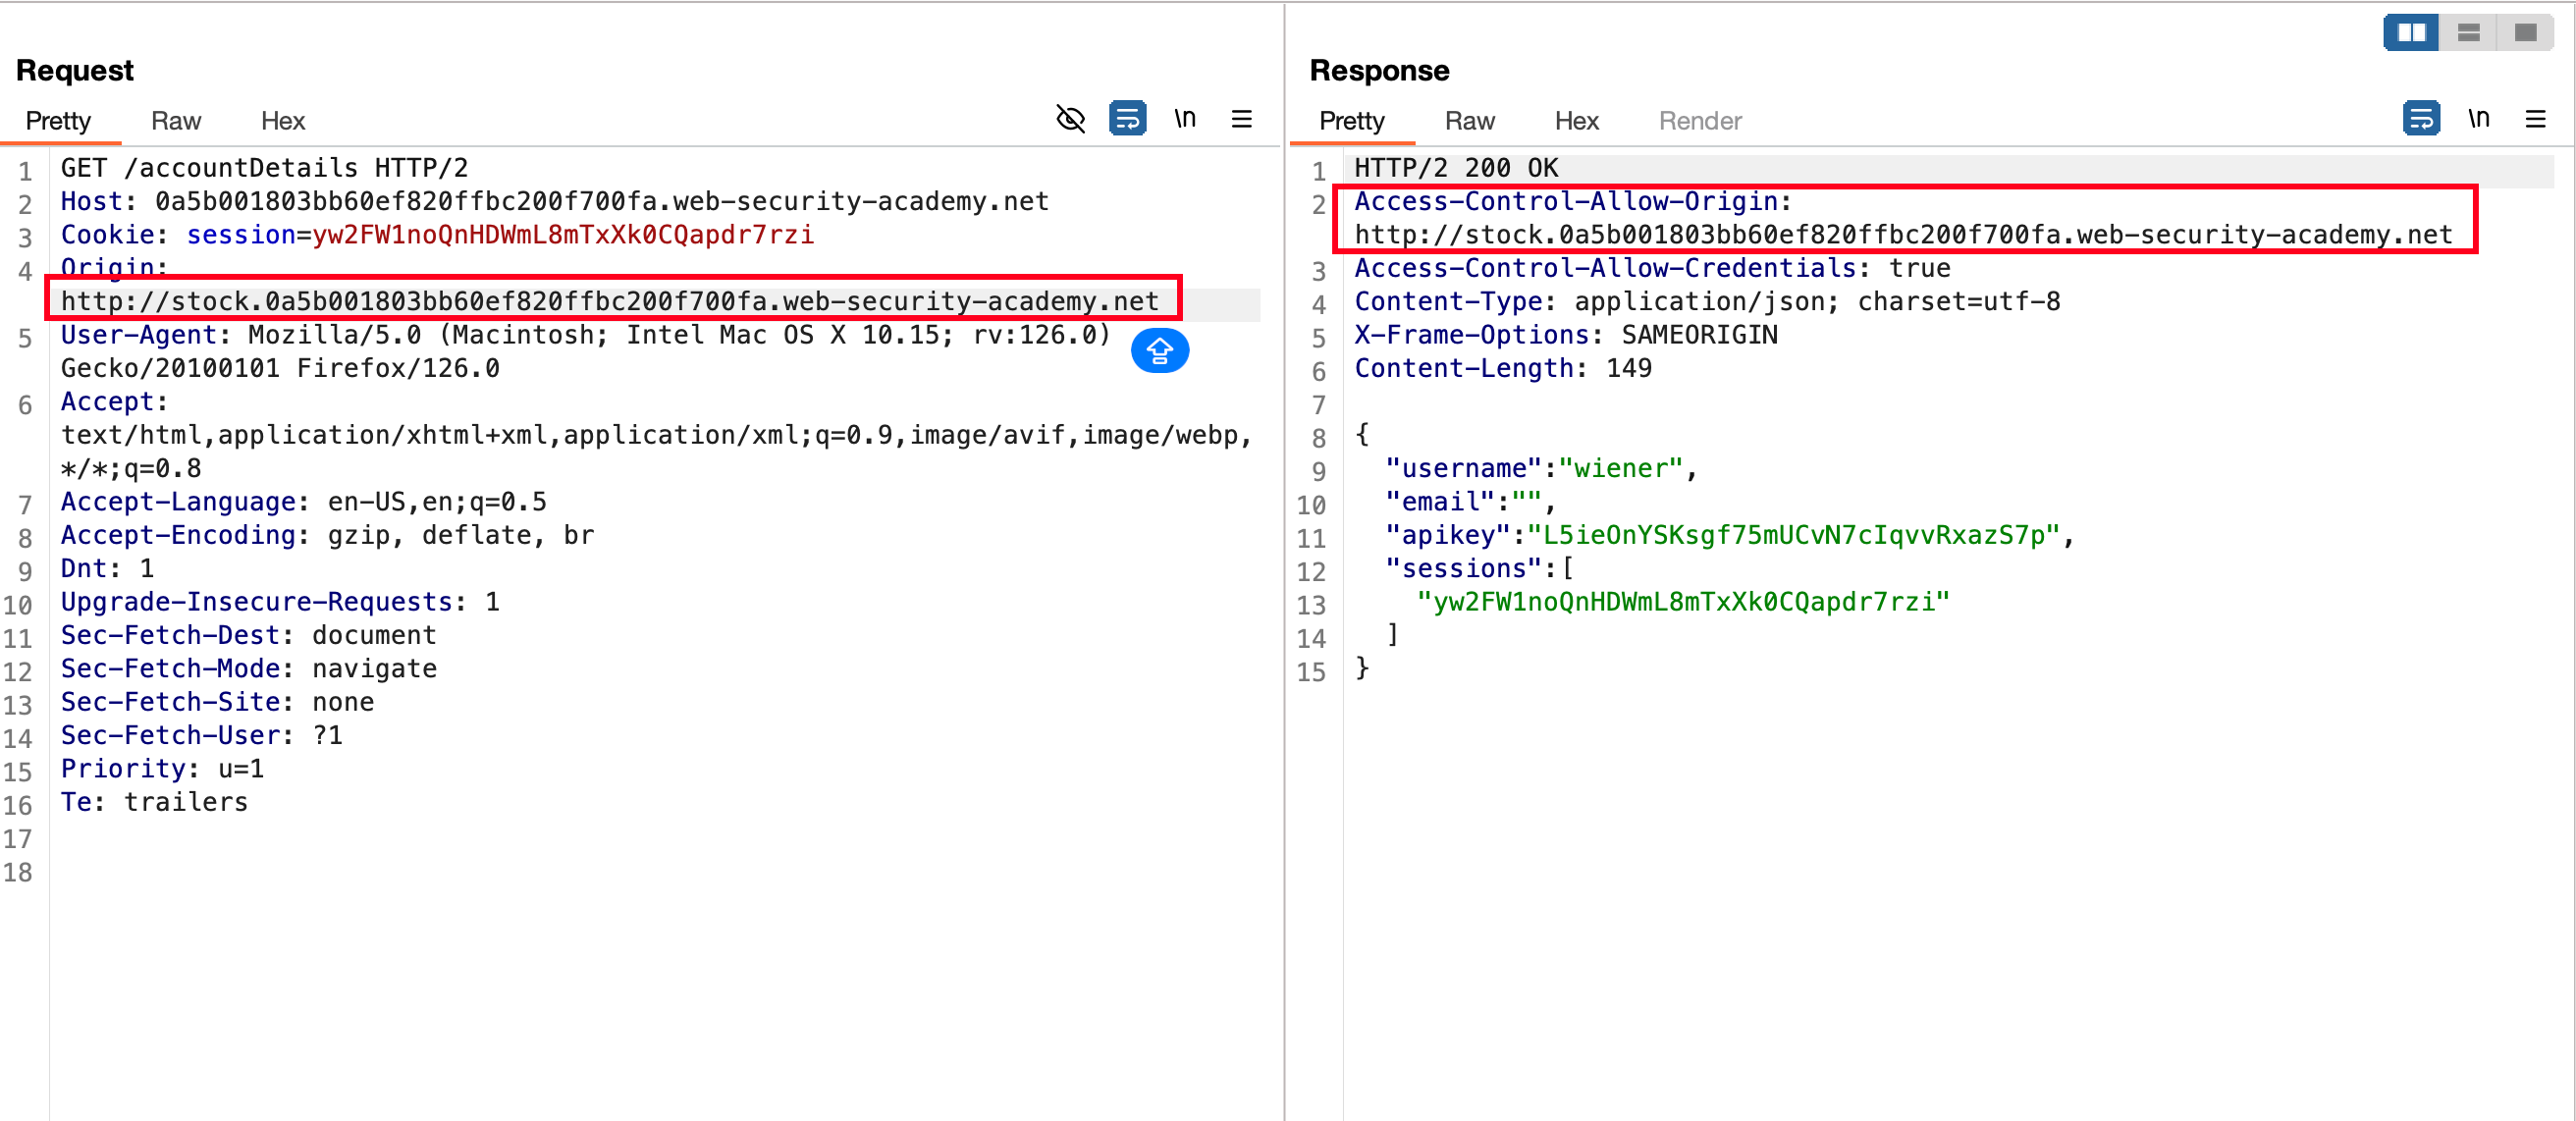 Request
Pretty Raw Hex \n
1 GET /accountDetails HTTP/2
2 Host: 0a5b001803bb60ef820ffbc200f700fa.web-security-academy.net
3 Cookie: session=yw2FW1noQnHDWmL8mTxXk0CQapdr7rzi
4 Origin:
http://stock.0a5b001803bb60ef820ffbc200f700fa.web-security-academy.net
5 User-Agent: Mozilla/5.0 (Macintosh; Intel Mac OS X 10.15; rv:126.0)
Gecko/20100101 Firefox/126.0
6 Accept:
text/html,application/xhtml+xml,application/xml;q=0.9,image/avif,image/webp,
*/*;q=0.8
7 Accept-Language: en-US,en;q=0.5
8 Accept-Encoding: gzip, deflate, br
9 Dnt: 1
10 Upgrade-Insecure-Requests: 1
11 Sec-Fetch-Dest: document
12 Sec-Fetch-Mode: navigate
13 Sec-Fetch-Site: none
14 Sec-Fetch-User: ?1
15 Priority: u=1
16 Te: trailers
17
18
Response
Pretty Raw Hex Render \n
1 HTTP/2 200 OK
2 Access-Control-Allow-Origin:
http://stock.0a5b001803bb60ef820ffbc200f700fa.web-security-academy.net
3 Access-Control-Allow-Credentials: true
4 Content-Type: application/json; charset=utf-8
5 X-Frame-Options: SAMEORIGIN
6 Content-Length: 149
7
8 {
9 "username":"wiener",
10 "email":"",
11 "apikey":"L5ieOnYSKsgf75mUCvN7cIqvvRxazS7p",
12 "sessions":[
13 "yw2FW1noQnHDWmL8mTxXk0CQapdr7rzi"
14 ]
15 }